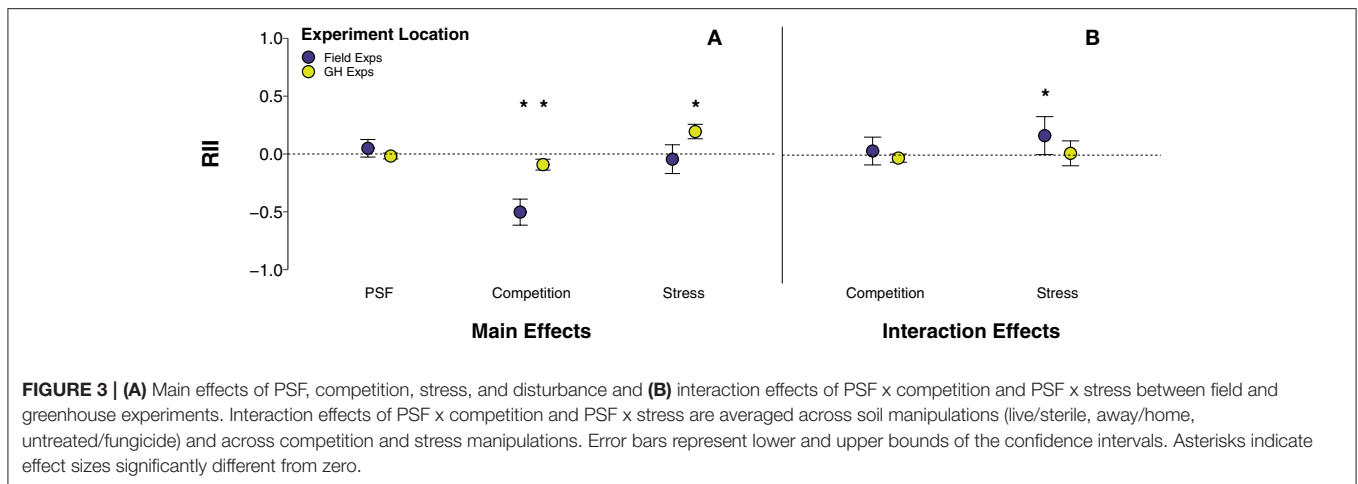 Experiment Location
Field Exps
GH Exps
A
B
RII
1.0
0.5
0.0
−0.5
−1.0
* *
*
*
PSF
Competition
Stress
Competition
Stress
Main Effects
Interaction Effects
FIGURE 3 | (A) Main effects of PSF, competition, stress, and disturbance and (B) interaction effects of PSF x competition and PSF x stress between field and
greenhouse experiments. Interaction effects of PSF x competition and PSF x stress are averaged across soil manipulations (live/sterile, away/home,
untreated/fungicide) and across competition and stress manipulations. Error bars represent lower and upper bounds of the confidence intervals. Asterisks indicate
effect sizes significantly different from zero.